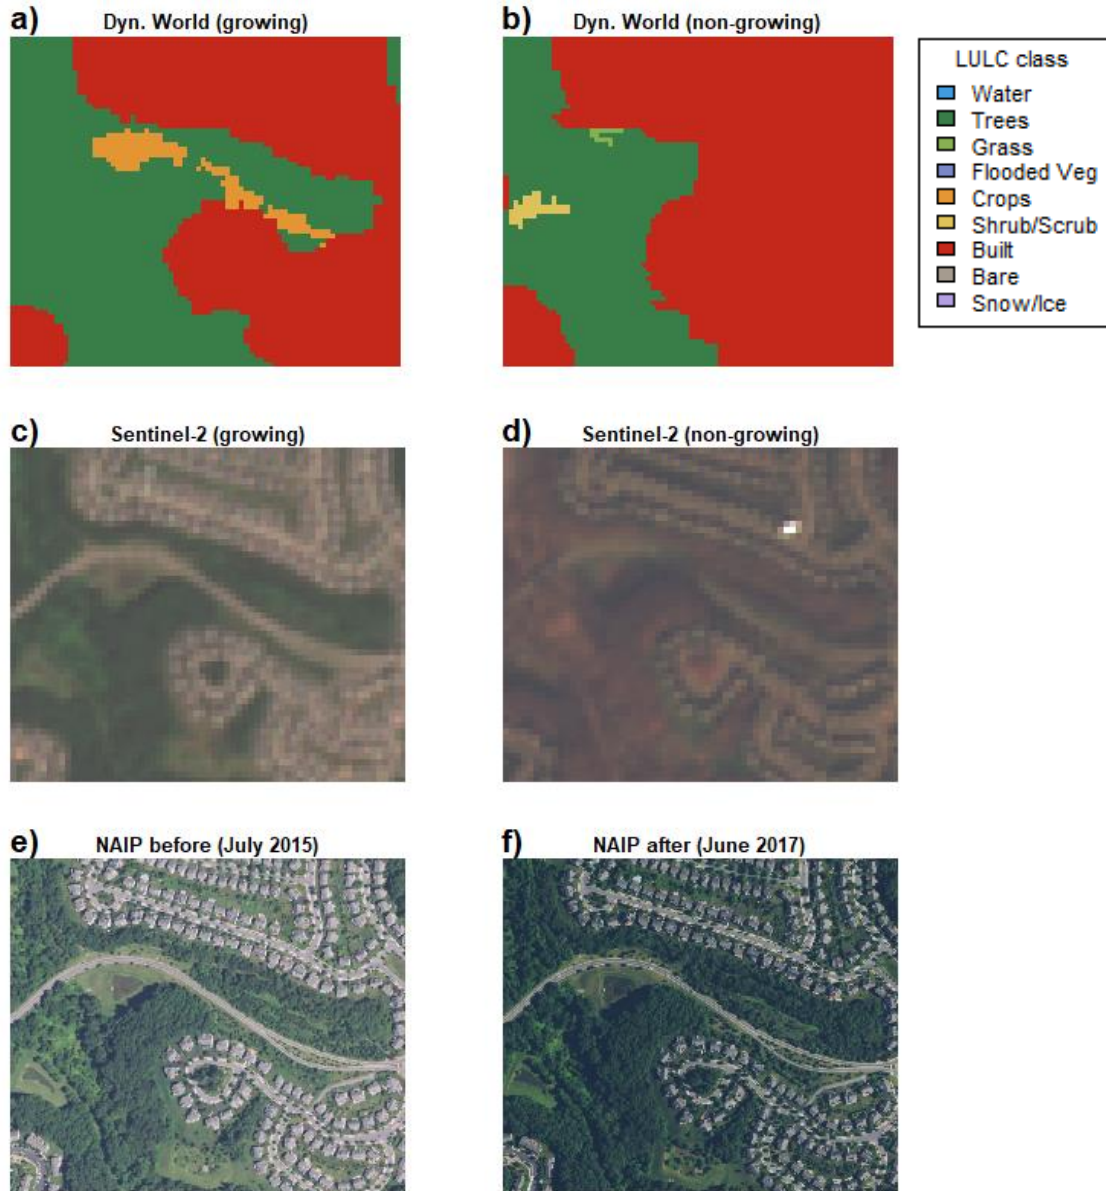 a)
Dyn. World (growing)
b)
Dyn. World (non-growing)
LULC class
Water
Trees
Grass
Flooded Veg
Crops
Shrub/Scrub
Built
Bare
Snow/Ice
c)
Sentinel-2 (growing)
d)
Sentinel-2 (non-growing)
e)
NAIP before (July 2015)
f)
NAIP after (June 2017)